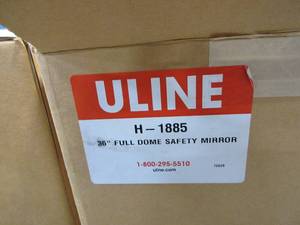 ULINE
H-1885
36" FULL DOME SAFETY MIRROR
1-800-295-5510
uline.com